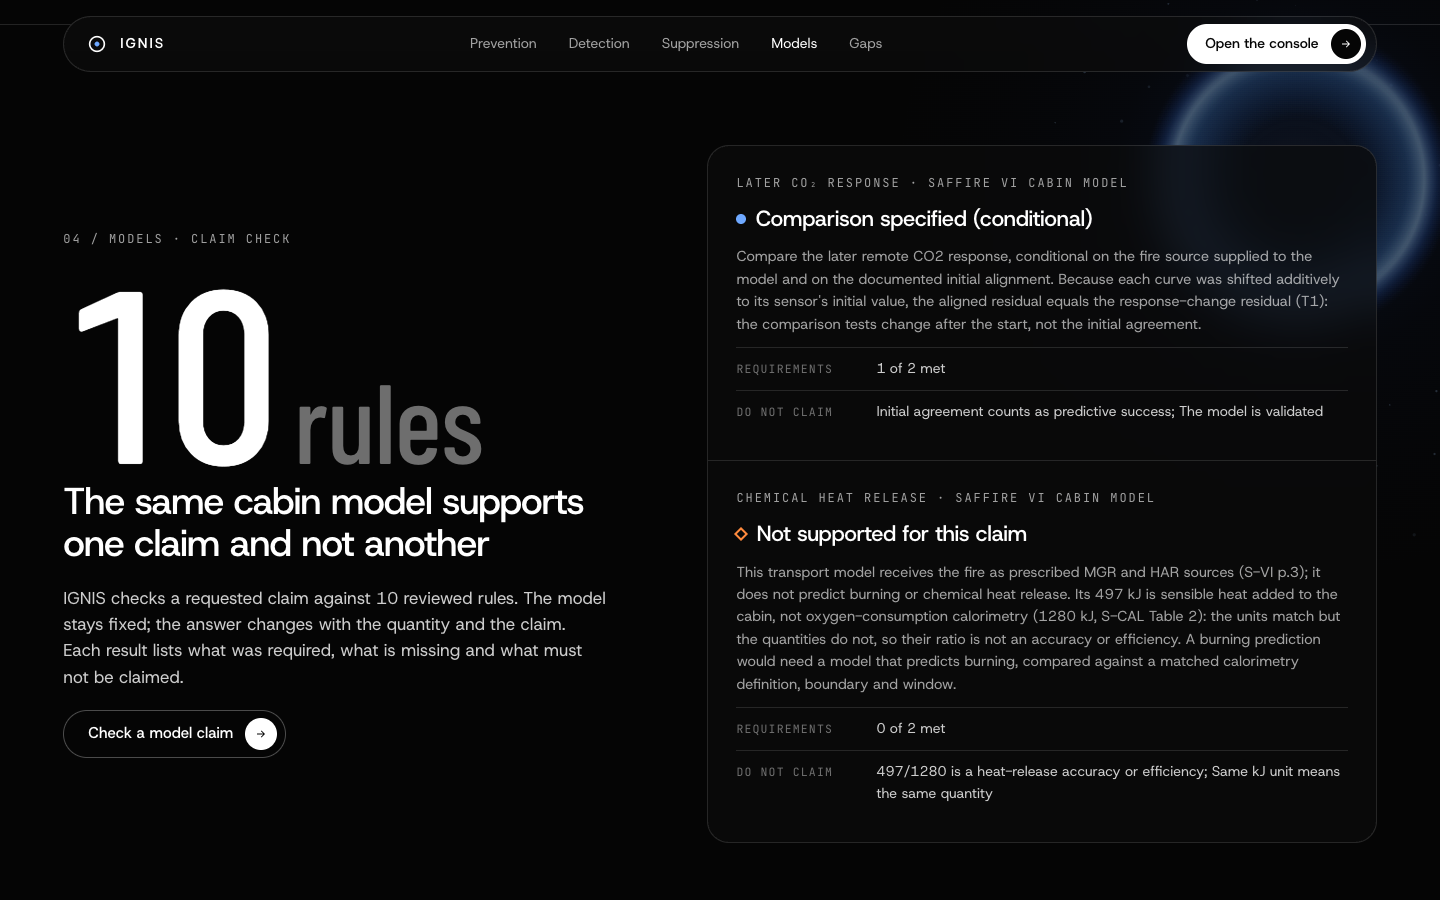 IGNIS
Prevention
Detection
Suppression
Models
Gaps
Open the console →
04 / MODELS · CLAIM CHECK
10 rules
The same cabin model supports
one claim and not another
IGNIS checks a requested claim against 10 reviewed rules. The model
stays fixed; the answer changes with the quantity and the claim.
Each result lists what was required, what is missing and what must
not be claimed.
Check a model claim →
LATER CO₂ RESPONSE · SAFFIRE VI CABIN MODEL
Comparison specified (conditional)
Compare the later remote CO2 response, conditional on the fire source supplied to the
model and on the documented initial alignment. Because each curve was shifted additively
to its sensor's initial value, the aligned residual equals the response-change residual (T1):
the comparison tests change after the start, not the initial agreement.
REQUIREMENTS 1 of 2 met
DO NOT CLAIM Initial agreement counts as predictive success; The model is validated
CHEMICAL HEAT RELEASE · SAFFIRE VI CABIN MODEL
Not supported for this claim
This transport model receives the fire as prescribed MGR and HAR sources (S-VI p.3); it
does not predict burning or chemical heat release. Its 497 kJ is sensible heat added to the
cabin, not oxygen-consumption calorimetry (1280 kJ, S-CAL Table 2): the units match but
the quantities do not, so their ratio is not an accuracy or efficiency. A burning prediction
would need a model that predicts burning, compared against a matched calorimetry
definition, boundary and window.
REQUIREMENTS 0 of 2 met
DO NOT CLAIM 497/1280 is a heat-release accuracy or efficiency; Same kJ unit means
the same quantity